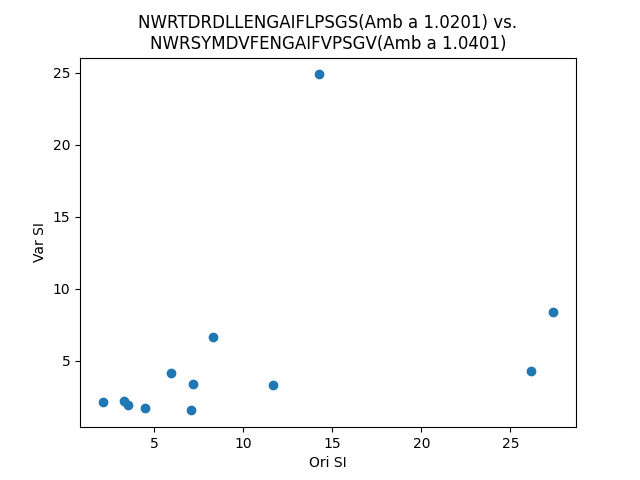 NWRTDRDLLENGAIFLPSGS(Amb a 1.0201) vs.
NWRSYMDVFENGAIFVPSGV(Amb a 1.0401)
25
20
15
10
5
Var SI
5 10 15 20 25
Ori SI